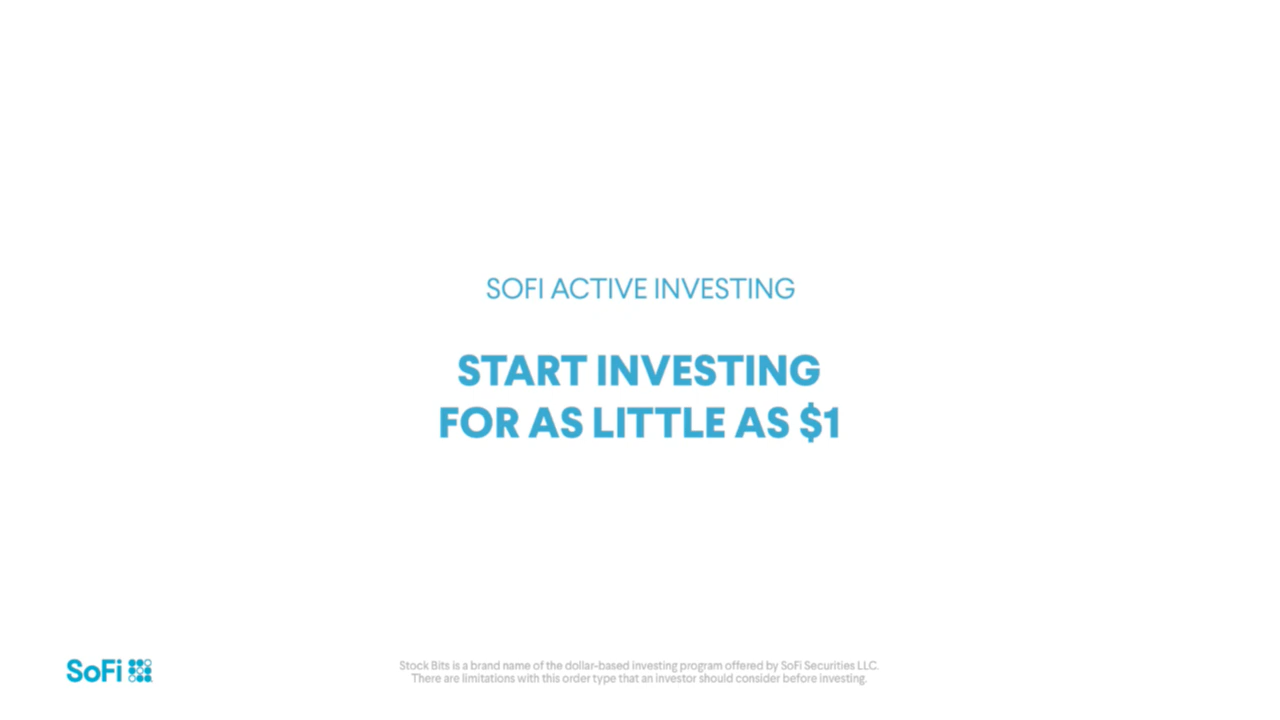 SOFI ACTIVE INVESTING
START INVESTING
FOR AS LITTLE AS $1
SoFi
Stock Bits is a brand name of the dollar-based investing program offered by SoFi Securities LLC.
There are limitations with this order type that an investor should consider before investing.